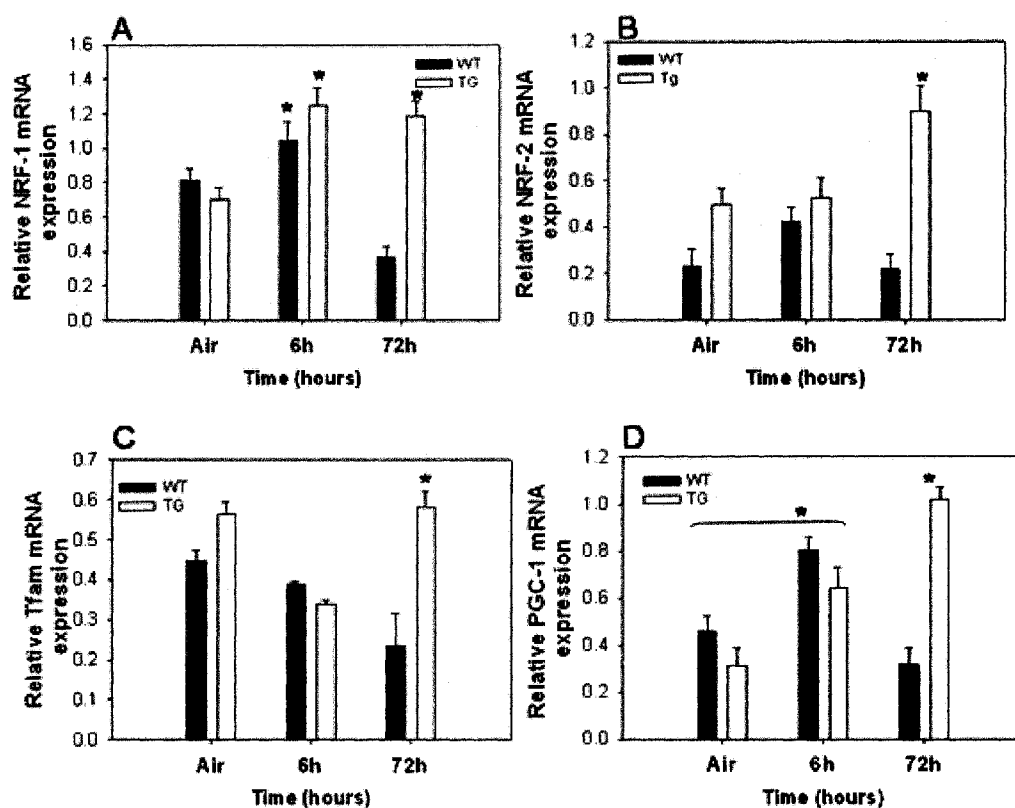 A
Relative NRF-1 mRNA
expression
1.6
1.4
1.2
1.0
0.8
0.6
0.4
0.2
0.0
WT
TG
*
*
*
Air
6h
72h
Time (hours)
B
Relative NRF-2 mRNA
expression
1.2
1.0
0.8
0.6
0.4
0.2
0.0
WT
Tg
*
Air
6h
72h
Time (hours)
C
Relative Tfam mRNA
expression
0.7
0.6
0.5
0.4
0.3
0.2
0.1
0.0
WT
TG
*
Air
6h
72h
Time (hours)
D
Relative PGC-1 mRNA
expression
1.2
1.0
0.8
0.6
0.4
0.2
0.0
WT
TG
*
*
Air
6h
72h
Time (hours)